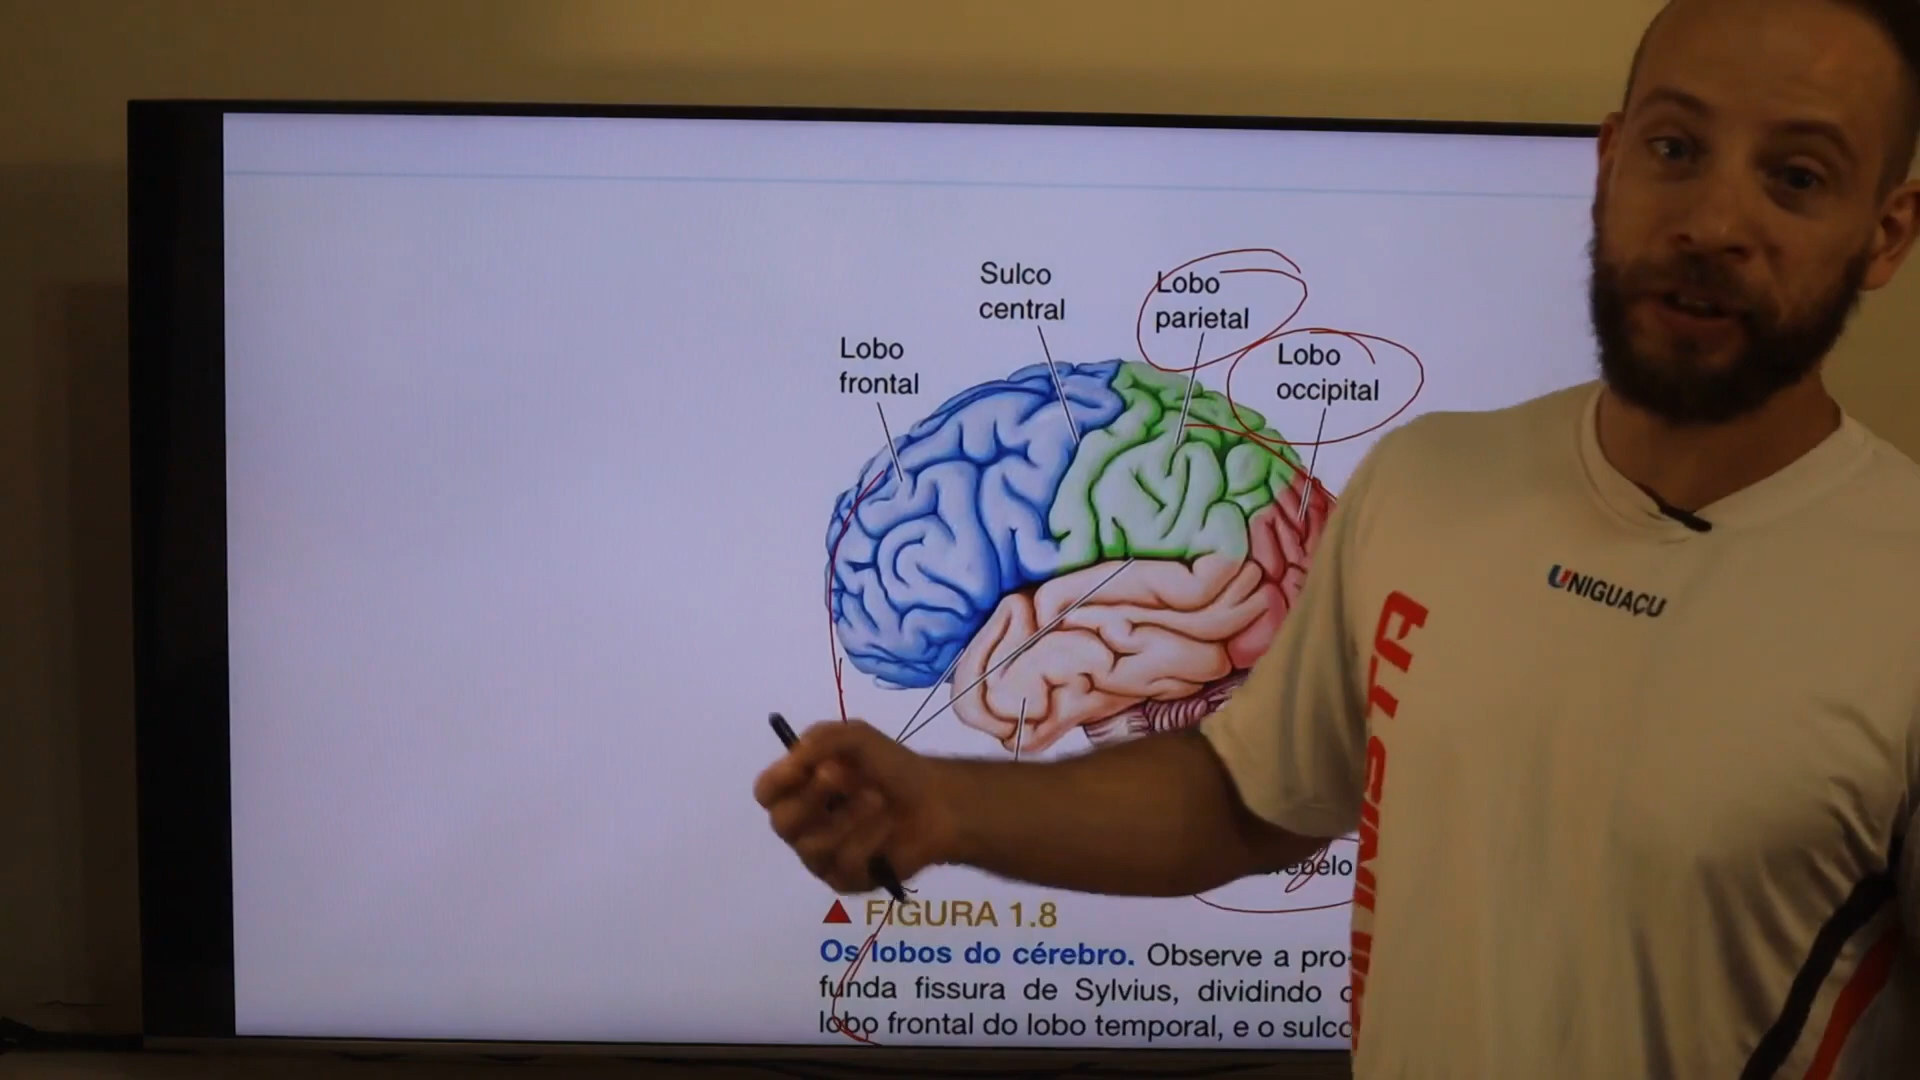 Sulco
central
Lobo
parietal
Lobo
frontal
Lobo
occipital
▲ FIGURA 1.8
Os lobos do cérebro. Observe a pro-
funda fissura de Sylvius, dividindo o
lobo frontal do lobo temporal, e o sulco
UNIGUAÇU